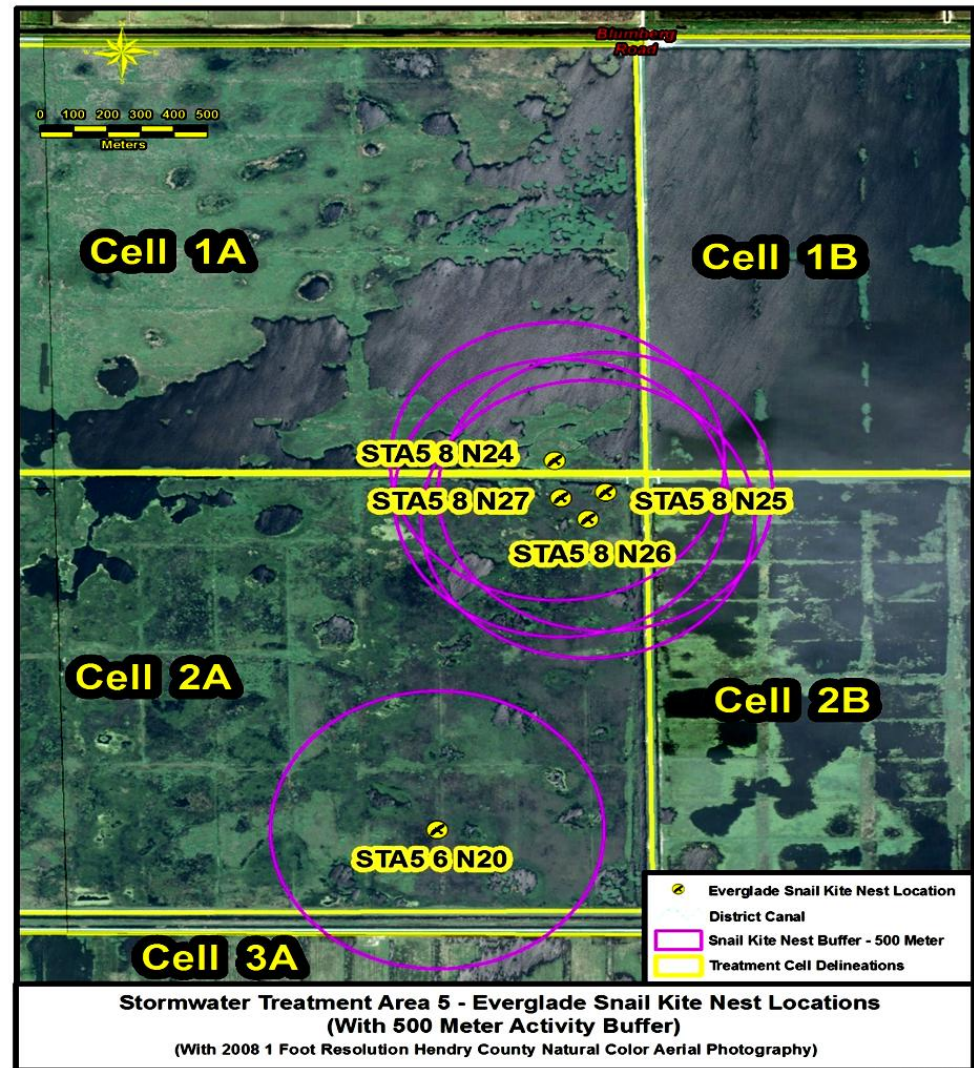 Blumberg
Road
0 100 200 300 400 500
Meters
Cell 1A
Cell 1B
STA5 8 N24
STA5 8 N27
STA5 8 N25
STA5 8 N26
Cell 2A
Cell 2B
STA5 6 N20
Cell 3A
Everglade Snail Kite Nest Location
District Canal
Snail Kite Nest Buffer - 500 Meter
Treatment Cell Delineations
Stormwater Treatment Area 5 - Everglade Snail Kite Nest Locations
(With 500 Meter Activity Buffer)
(With 2008 1 Foot Resolution Hendry County Natural Color Aerial Photography)